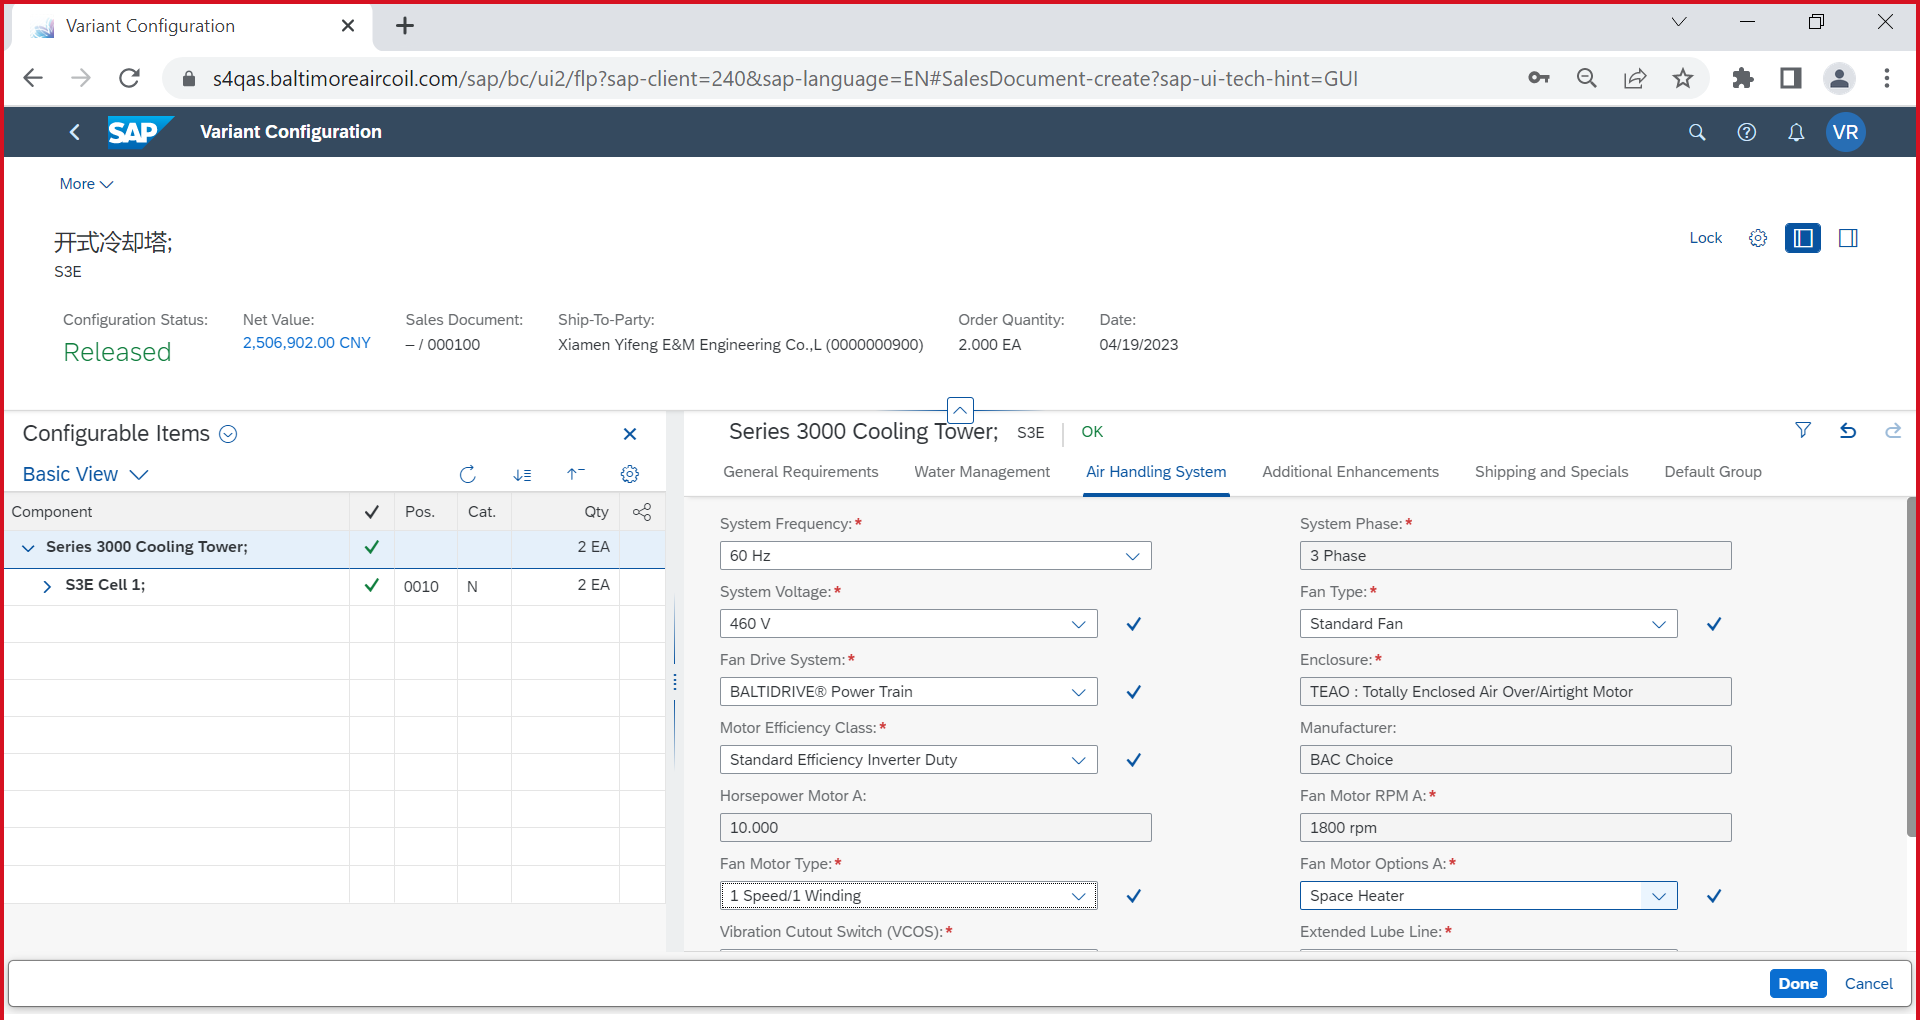 Variant Configuration
s4qas.baltimoreaircoil.com/sap/bc/ui2/flp?sap-client=240&sap-language=EN#SalesDocument-create?sap-ui-tech-hint=GUI
SAP Variant Configuration VR
More
开式冷却塔;
S3E
Lock
Configuration Status: Net Value: Sales Document: Ship-To-Party: Order Quantity: Date:
Released 2,506,902.00 CNY – / 000100 Xiamen Yifeng E&M Engineering Co.,L (0000000900) 2.000 EA 04/19/2023
Configurable Items
Basic View
Component Pos. Cat. Qty
Series 3000 Cooling Tower; 2 EA
S3E Cell 1; 0010 N 2 EA
Series 3000 Cooling Tower; S3E OK
General Requirements Water Management Air Handling System Additional Enhancements Shipping and Specials Default Group
System Frequency:* System Phase:*
60 Hz 3 Phase
System Voltage:* Fan Type:*
460 V Standard Fan
Fan Drive System:* Enclosure:*
BALTIDRIVE® Power Train TEAO : Totally Enclosed Air Over/Airtight Motor
Motor Efficiency Class:* Manufacturer:
Standard Efficiency Inverter Duty BAC Choice
Horsepower Motor A: Fan Motor RPM A:*
10.000 1800 rpm
Fan Motor Type:* Fan Motor Options A:*
1 Speed/1 Winding Space Heater
Vibration Cutout Switch (VCOS):* Extended Lube Line:*
Done Cancel